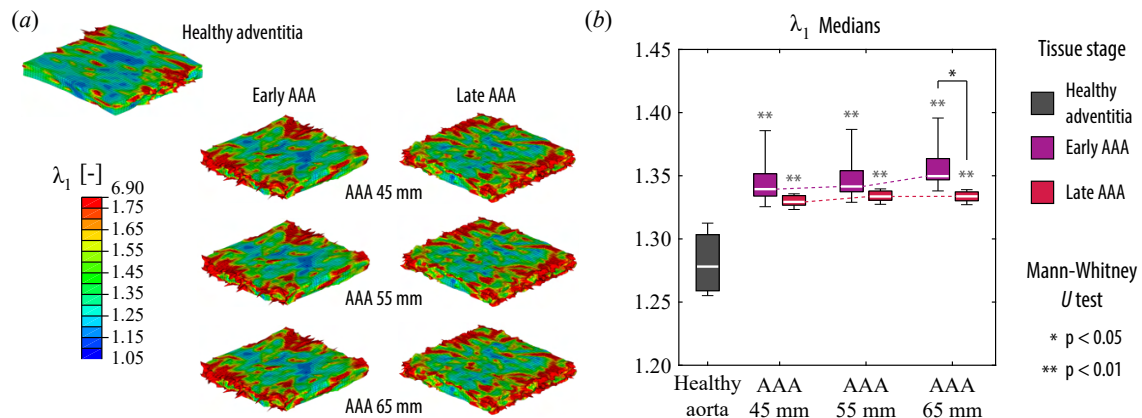 (a)
Healthy adventitia
Early AAA
Late AAA
AAA 45 mm
AAA 55 mm
AAA 65 mm
λ1 [-]
6.90
1.75
1.65
1.55
1.45
1.35
1.25
1.15
1.05
(b)
λ1 Medians
1.45
1.40
1.35
1.30
1.25
1.20
**
**
**
**
**
*
**
Healthy
aorta
AAA
45 mm
AAA
55 mm
AAA
65 mm
Tissue stage
Healthy
adventitia
Early AAA
Late AAA
Mann-Whitney
U test
* p < 0.05
** p < 0.01